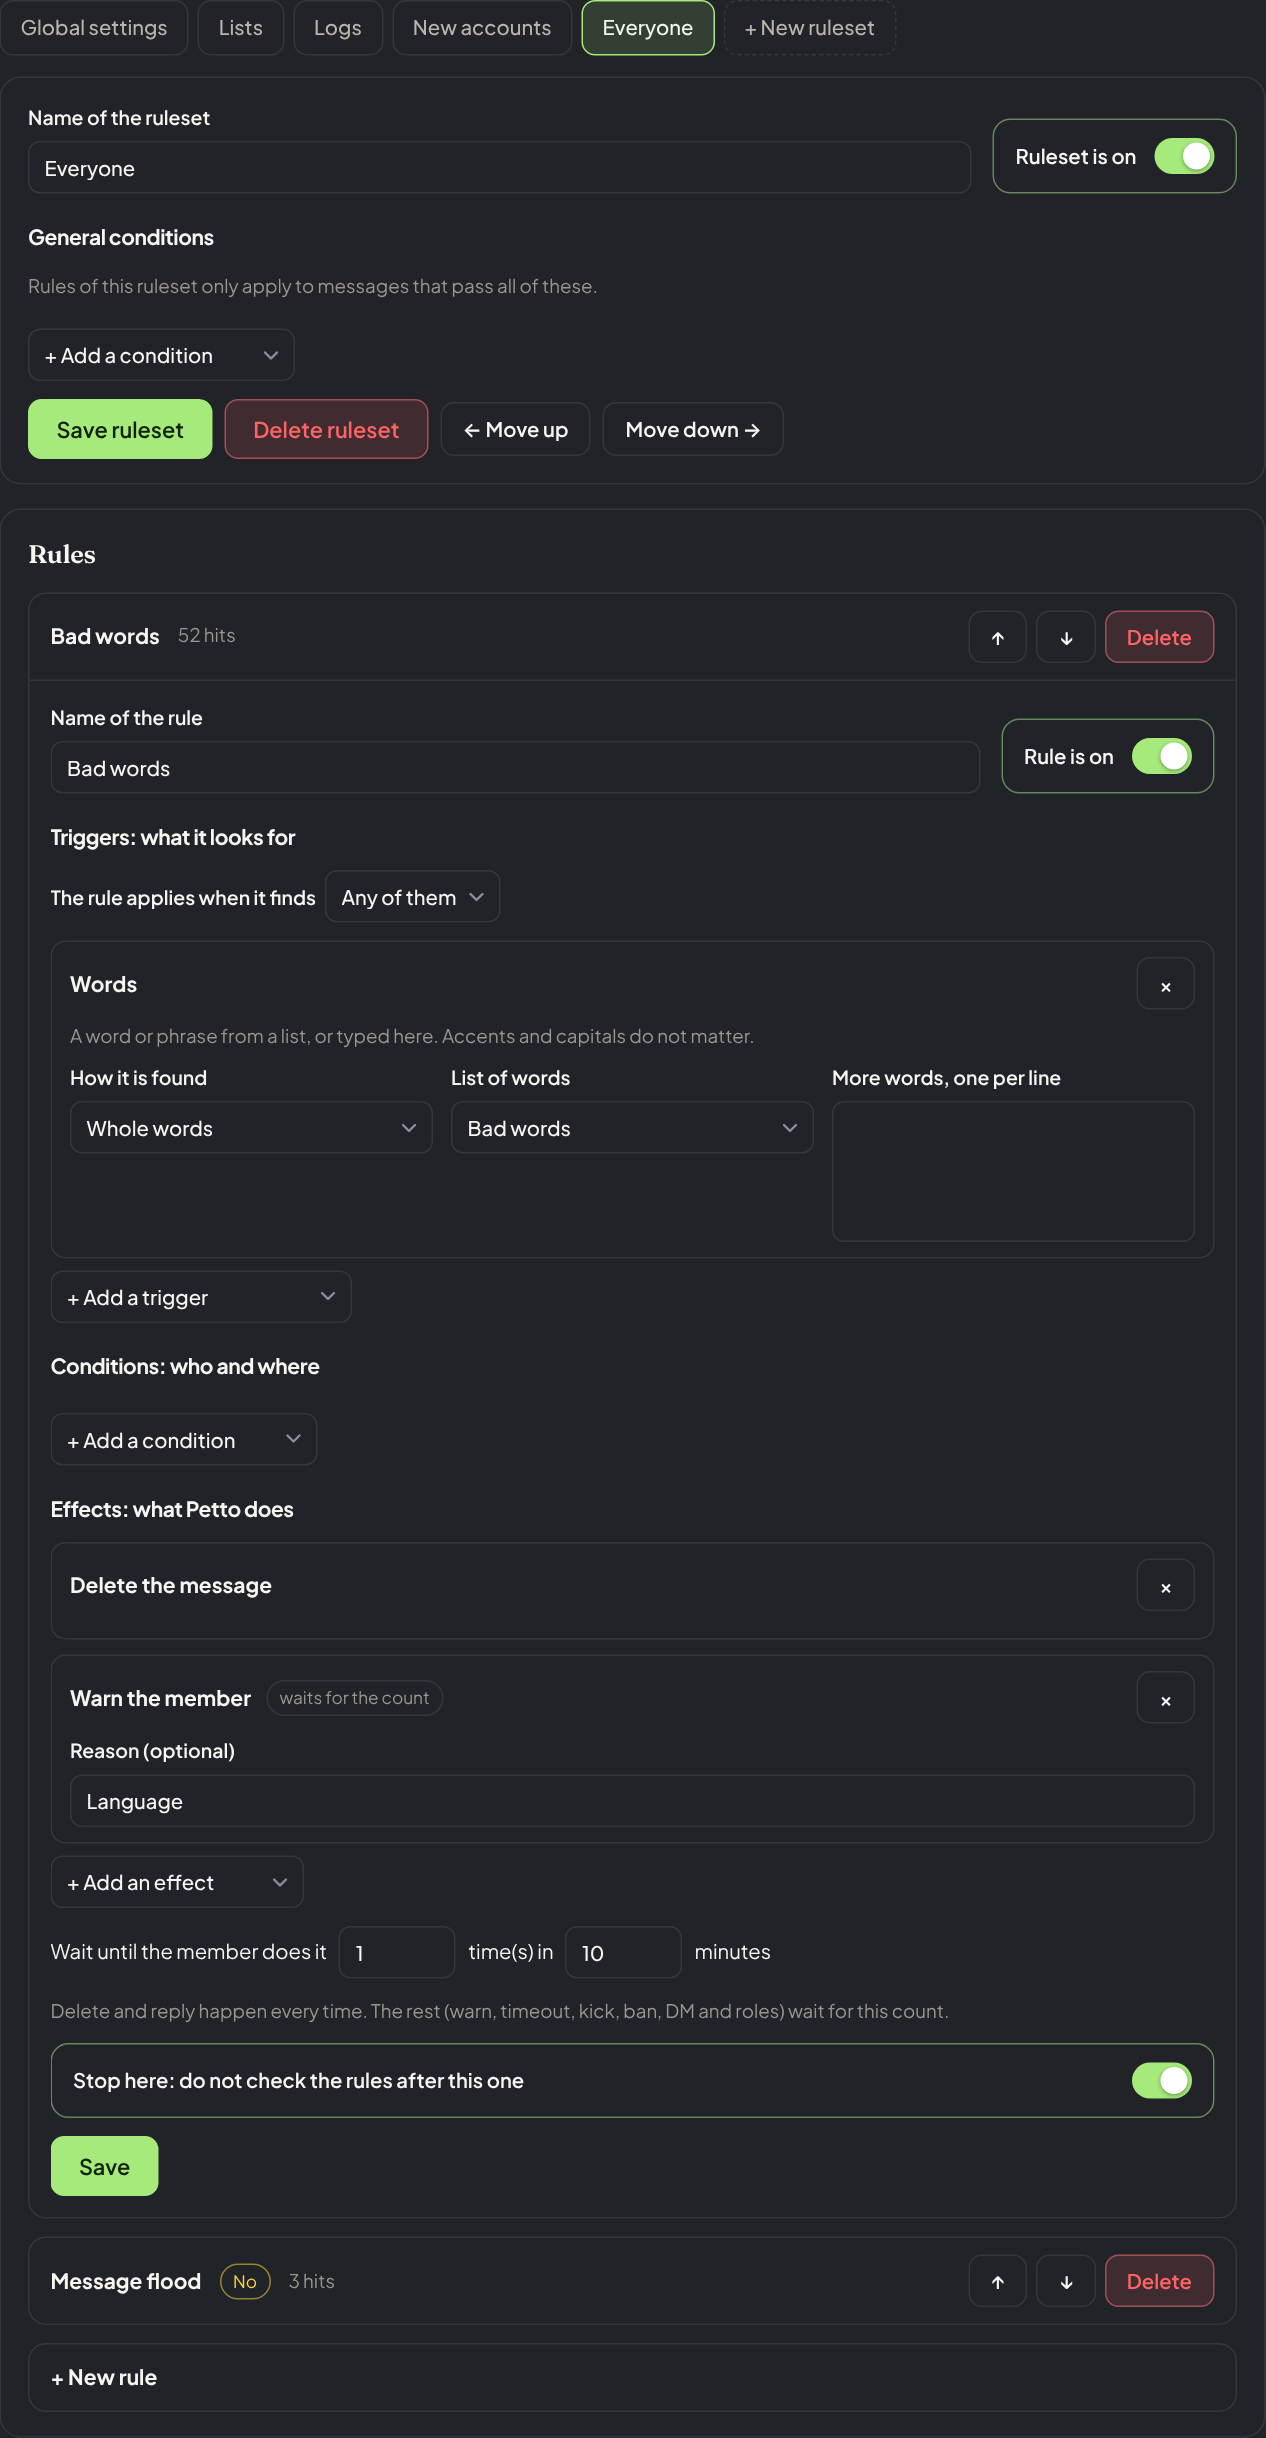 Global settings
Lists
Logs
New accounts
Everyone
+ New ruleset
Name of the ruleset
Everyone
Ruleset is on
General conditions
Rules of this ruleset only apply to messages that pass all of these.
+ Add a condition
Save ruleset
Delete ruleset
← Move up
Move down →
Rules
Bad words
52 hits
↑
↓
Delete
Name of the rule
Bad words
Rule is on
Triggers: what it looks for
The rule applies when it finds
Any of them
Words
×
A word or phrase from a list, or typed here. Accents and capitals do not matter.
How it is found
List of words
More words, one per line
Whole words
Bad words
+ Add a trigger
Conditions: who and where
+ Add a condition
Effects: what Petto does
Delete the message
×
Warn the member
waits for the count
×
Reason (optional)
Language
+ Add an effect
Wait until the member does it 1 time(s) in 10 minutes
Delete and reply happen every time. The rest (warn, timeout, kick, ban, DM and roles) wait for this count.
Stop here: do not check the rules after this one
Save
Message flood
No
3 hits
↑
↓
Delete
+ New rule